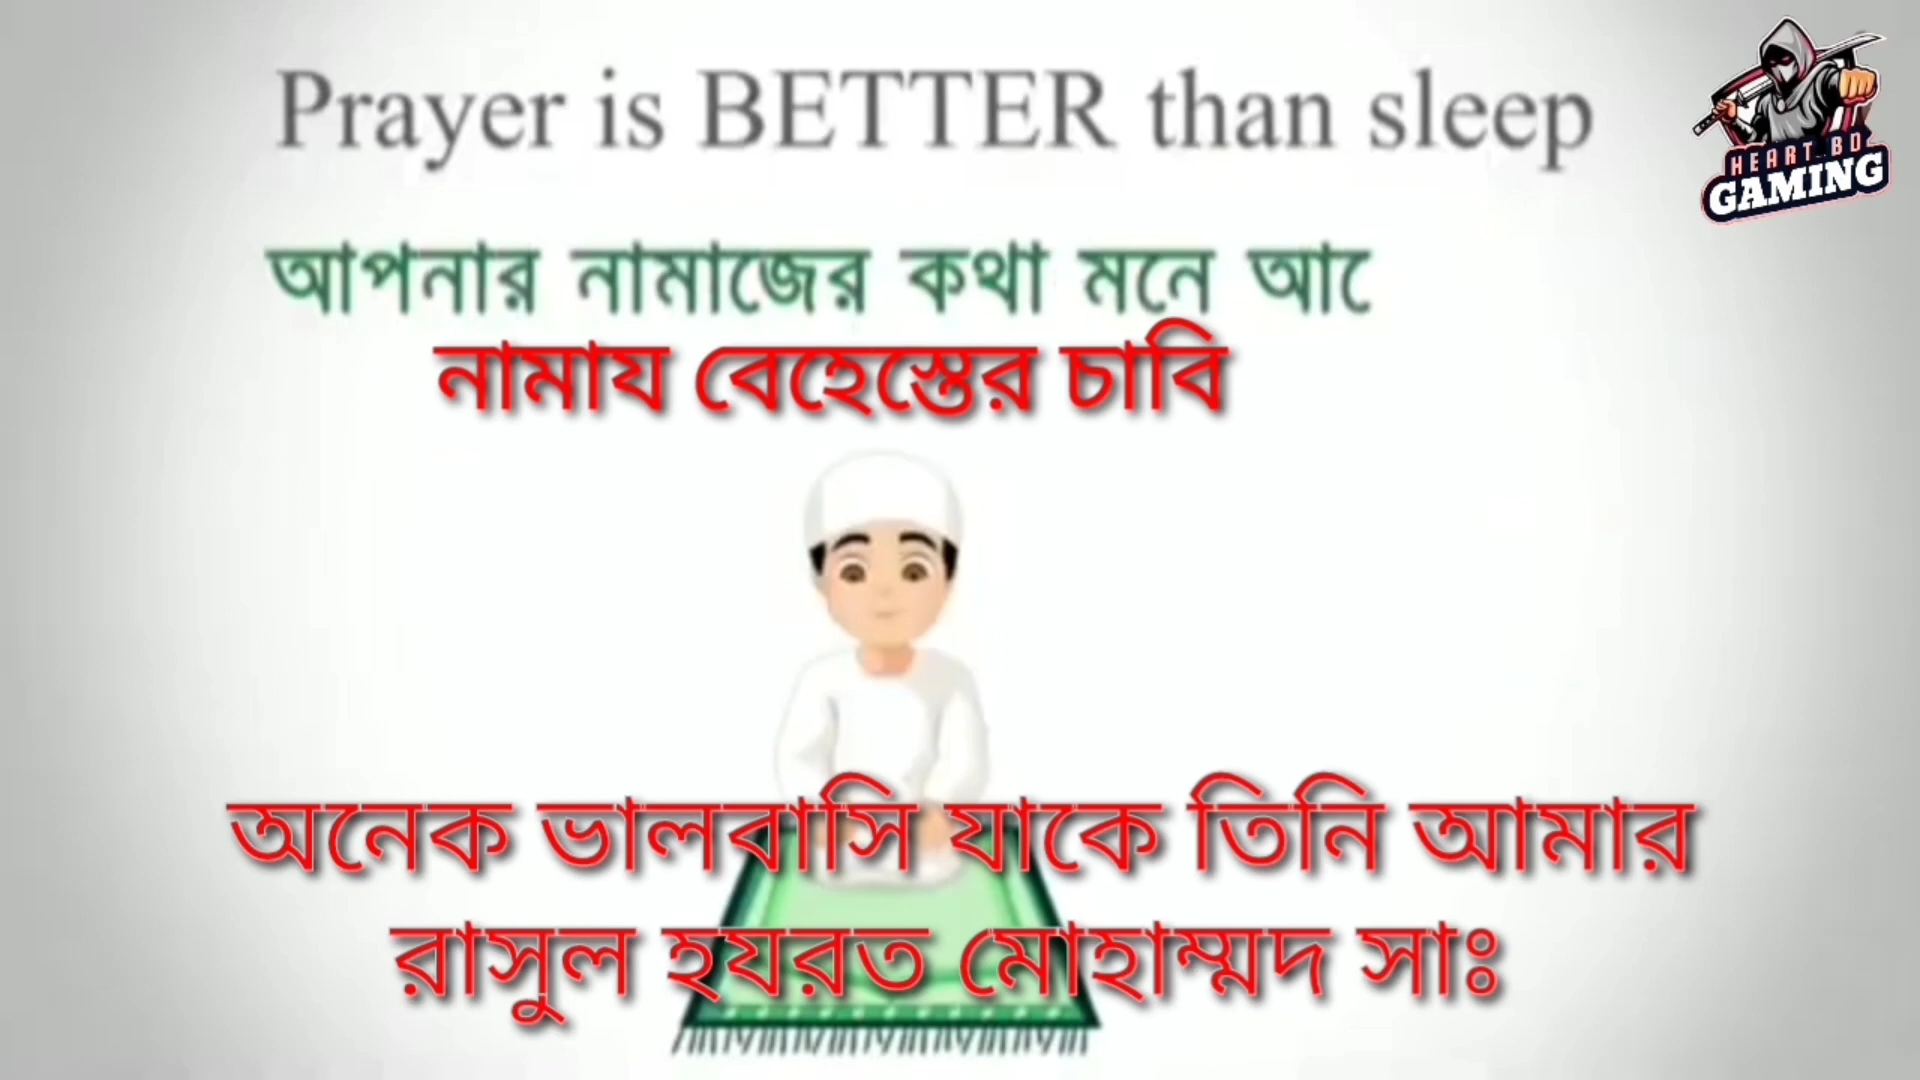 Prayer is BETTER than sleep
HEART BD
GAMING
আপনার নামাজের কথা মনে আে
নামায বেহেস্তের চাবি
অনেক ভালবাসি যাকে তিনি আমার
রাসুল হযরত মোহাম্মদ সাঃ